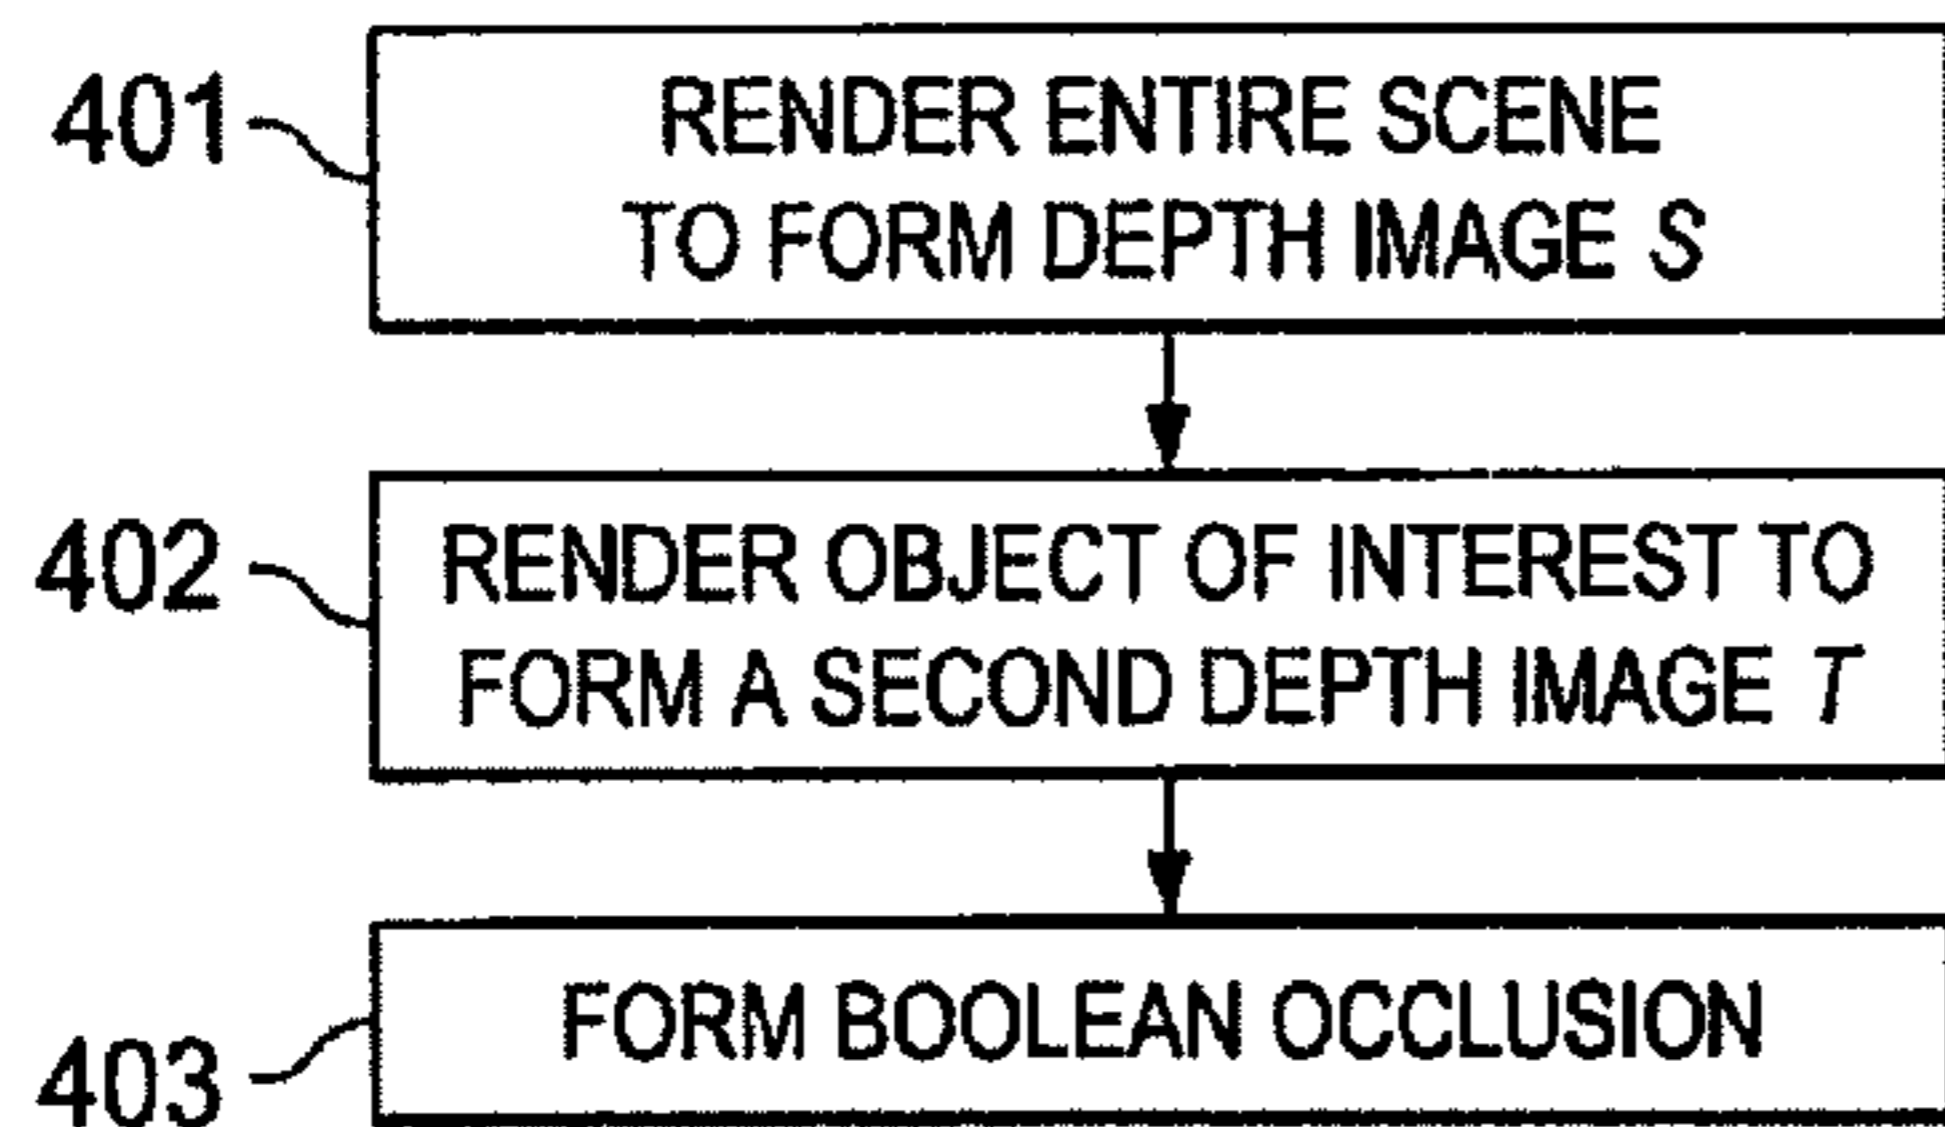 401
RENDER ENTIRE SCENE
TO FORM DEPTH IMAGE S
402
RENDER OBJECT OF INTEREST TO
FORM A SECOND DEPTH IMAGE T
403
FORM BOOLEAN OCCLUSION